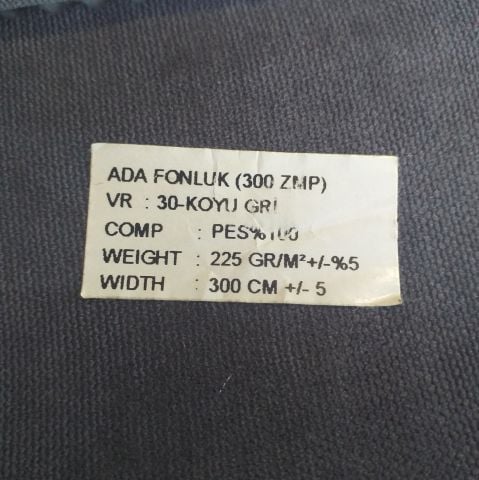 ADA FONLUK (300 ZMP)
VR : 30-KOYU GRİ
COMP : PES%100
WEIGHT : 225 GR/M²+/-%5
WIDTH : 300 CM +/- 5